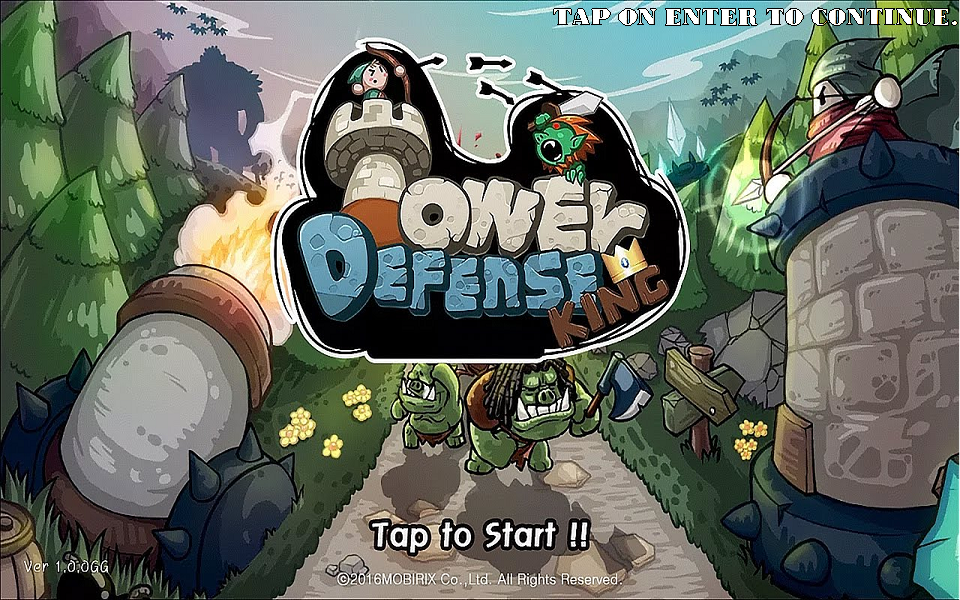 TAP ON ENTER TO CONTINUE.
TOWER
DEFENSE
KING
Tap to Start !!
Ver 1.0.0GG
©2016MOBIRIX Co.,Ltd. All Rights Reserved.